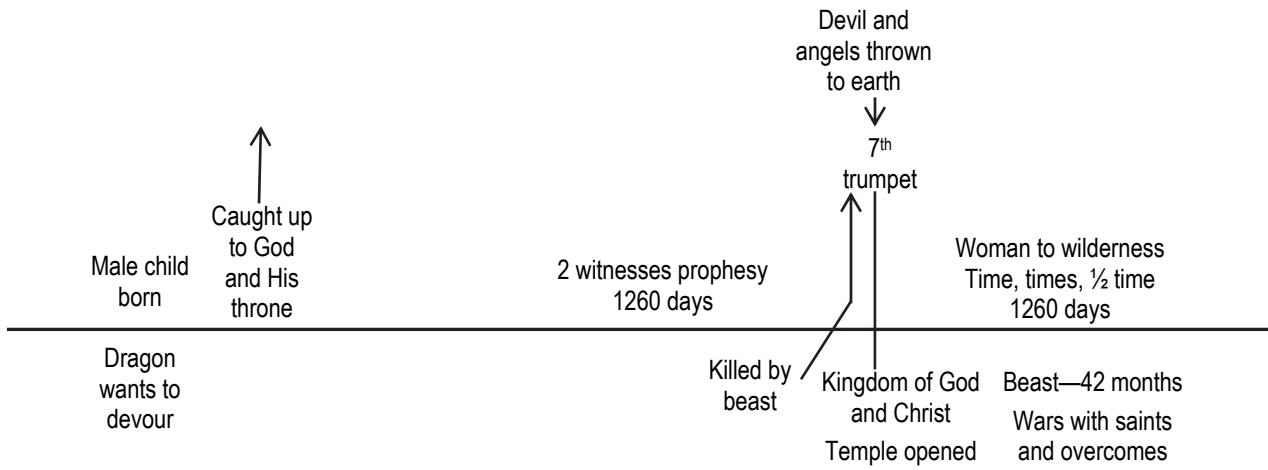 Devil and
angels thrown
to earth
7th
trumpet
Caught up
to God
and His
throne
Male child
born
2 witnesses prophesy
1260 days
Woman to wilderness
Time, times, ½ time
1260 days
Dragon
wants to
devour
Killed by
beast
Kingdom of God
and Christ
Temple opened
Beast—42 months
Wars with saints
and overcomes